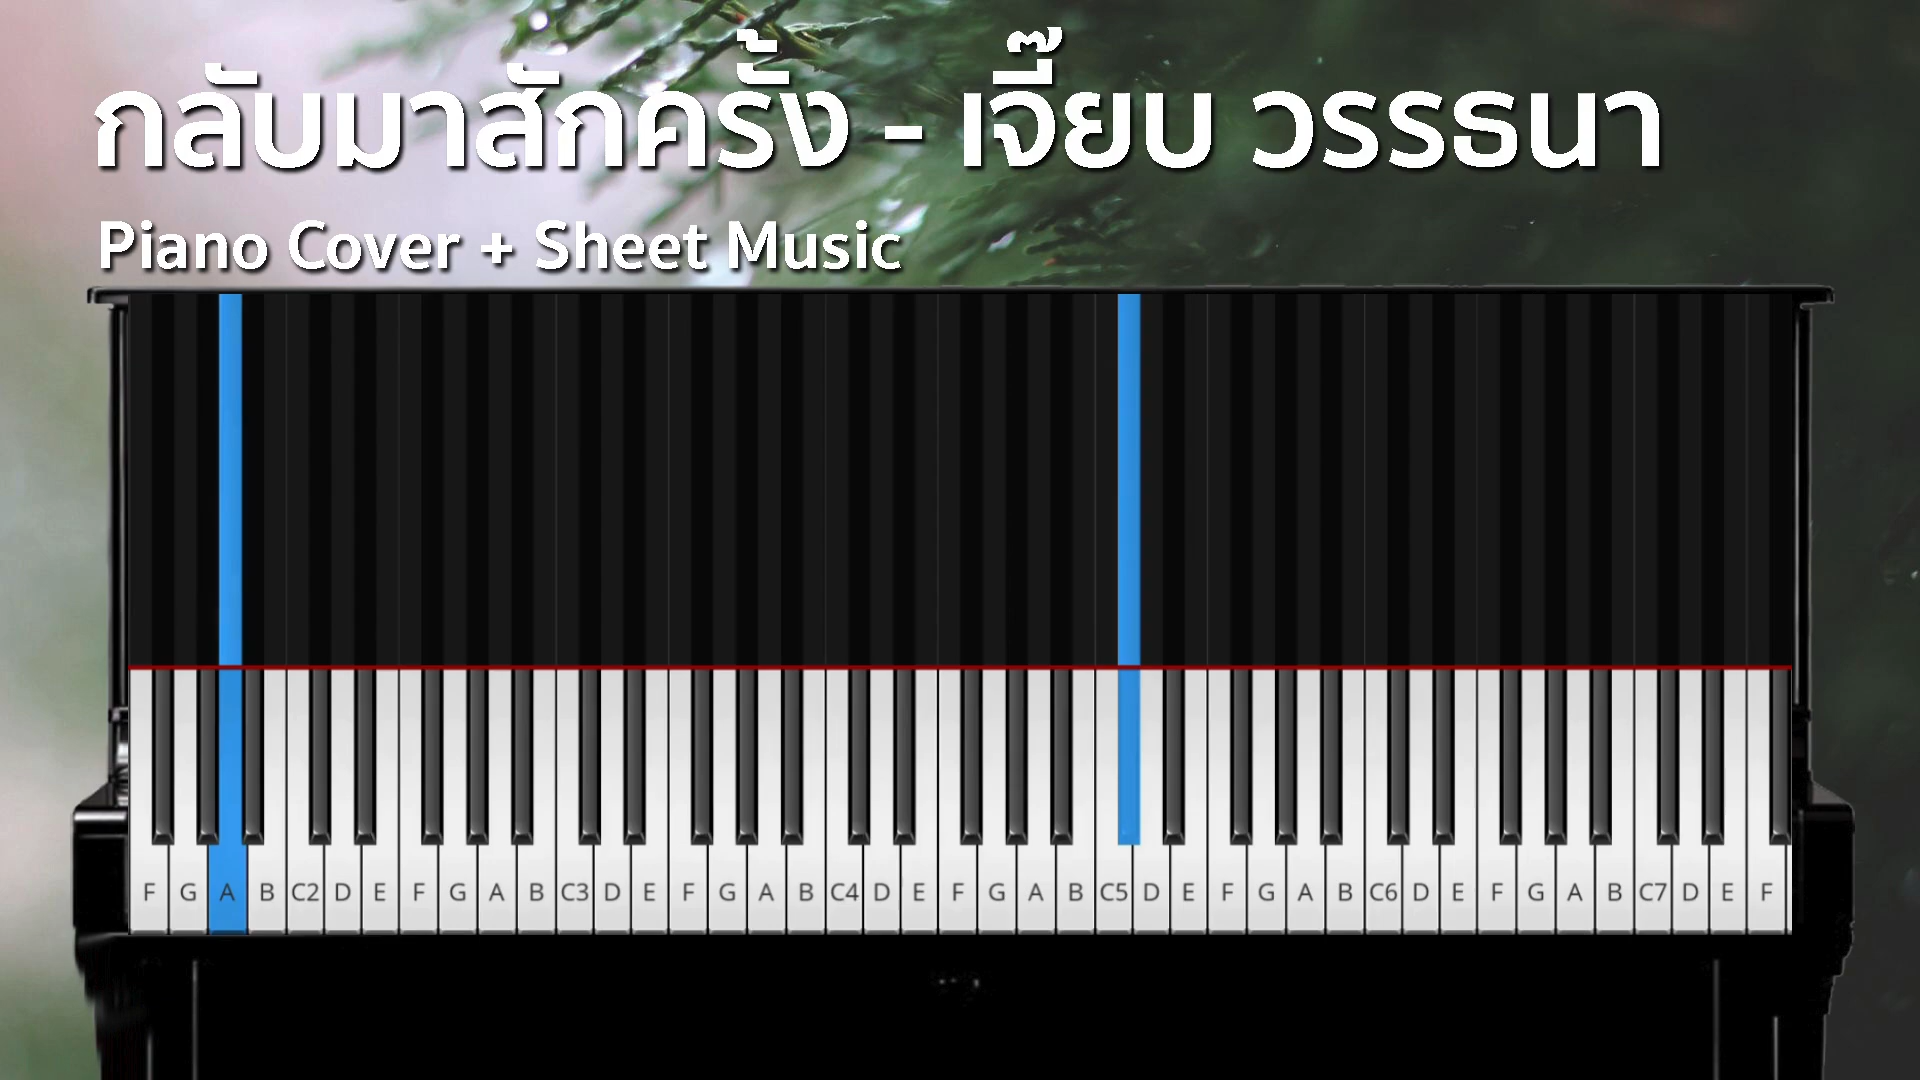 กลับมาสักครั้ง - เจี๊ยบ วรรธนา
Piano Cover + Sheet Music
F G A B C2 D E F G A B C3 D E F G A B C4 D E F G A B C5 D E F G A B C6 D E F G A B C7 D E F